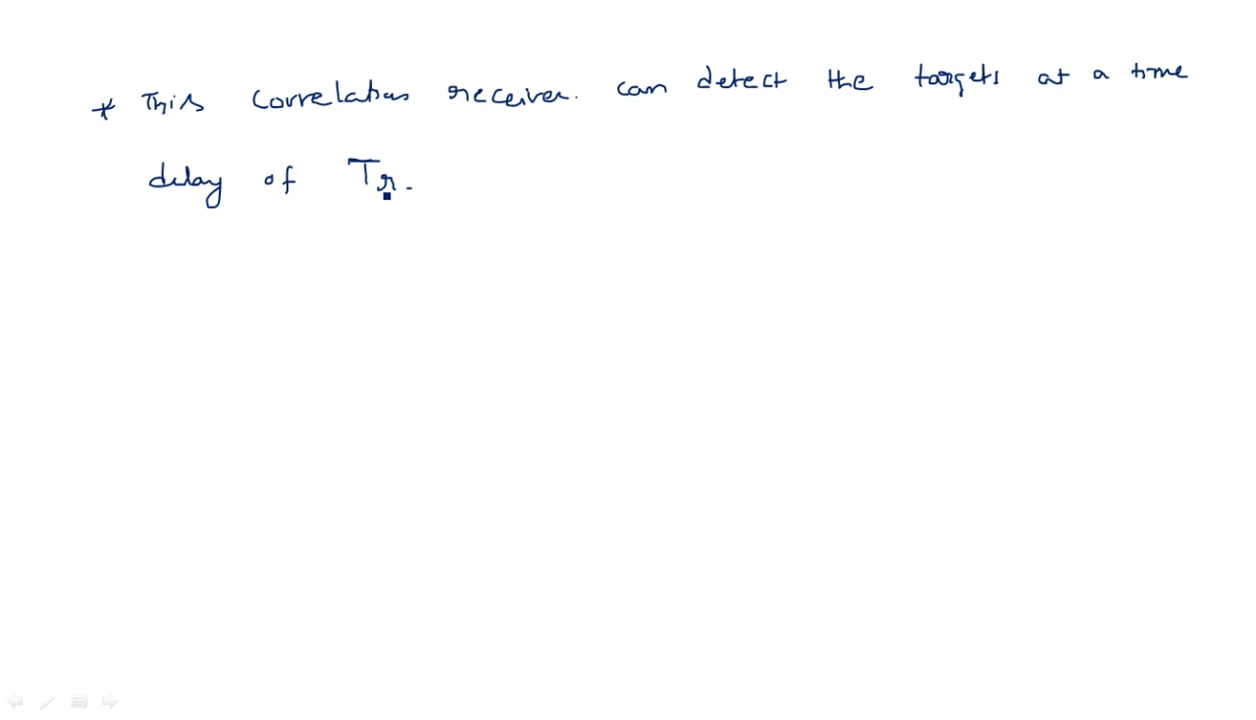 * This Correlation receiver. can detect the targets at a time
delay of Tr.